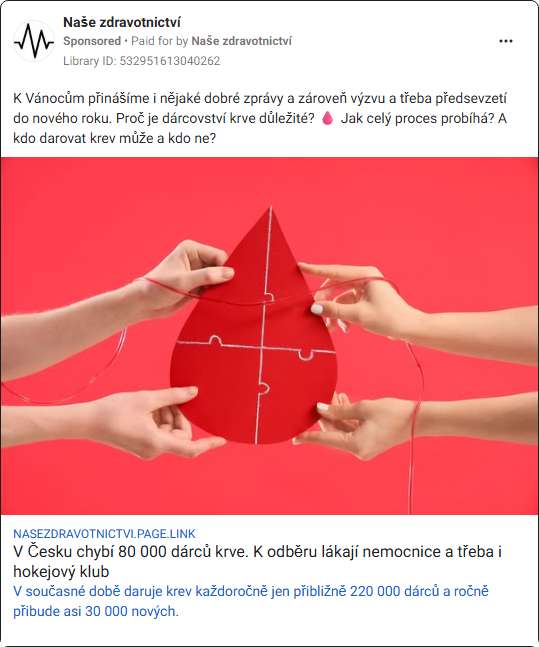 Naše zdravotnictví
Sponsored • Paid for by Naše zdravotnictví
Library ID: 532951613040262
K Vánocům přinášíme i nějaké dobré zprávy a zároveň výzvu a třeba předsevzetí
do nového roku. Proč je dárcovství krve důležité? 🩸 Jak celý proces probíhá? A
kdo darovat krev může a kdo ne?
NASEZDRAVOTNICTVI.PAGE.LINK
V Česku chybí 80 000 dárců krve. K odběru lákají nemocnice a třeba i
hokejový klub
V současné době daruje krev každoročně jen přibližně 220 000 dárců a ročně
přibude asi 30 000 nových.